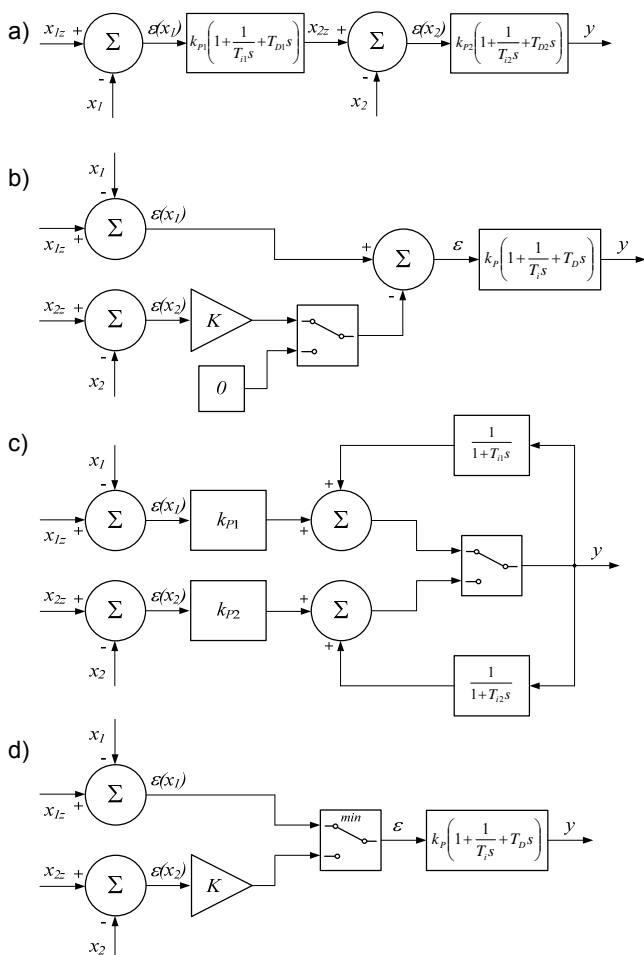 a)
x1z + Σ - x1 ε(x1) kP1(1+1/(Ti1s)+TD1s) x2z + Σ - x2 ε(x2) kP2(1+1/(Ti2s)+TD2s) y
b)
x1
-
x1z + Σ ε(x1)
+ Σ - ε kP(1+1/(Tis)+TDs) y
x2z + Σ ε(x2) K
-
x2
0
c)
x1
-
x1z + Σ ε(x1) kP1 + + Σ
1/(1+Ti1s)
y
x2z + Σ ε(x2) kP2 + + Σ
-
x2
1/(1+Ti2s)
d)
x1
-
x1z + Σ ε(x1)
min ε kP(1+1/(Tis)+TDs) y
x2z + Σ ε(x2) K
-
x2